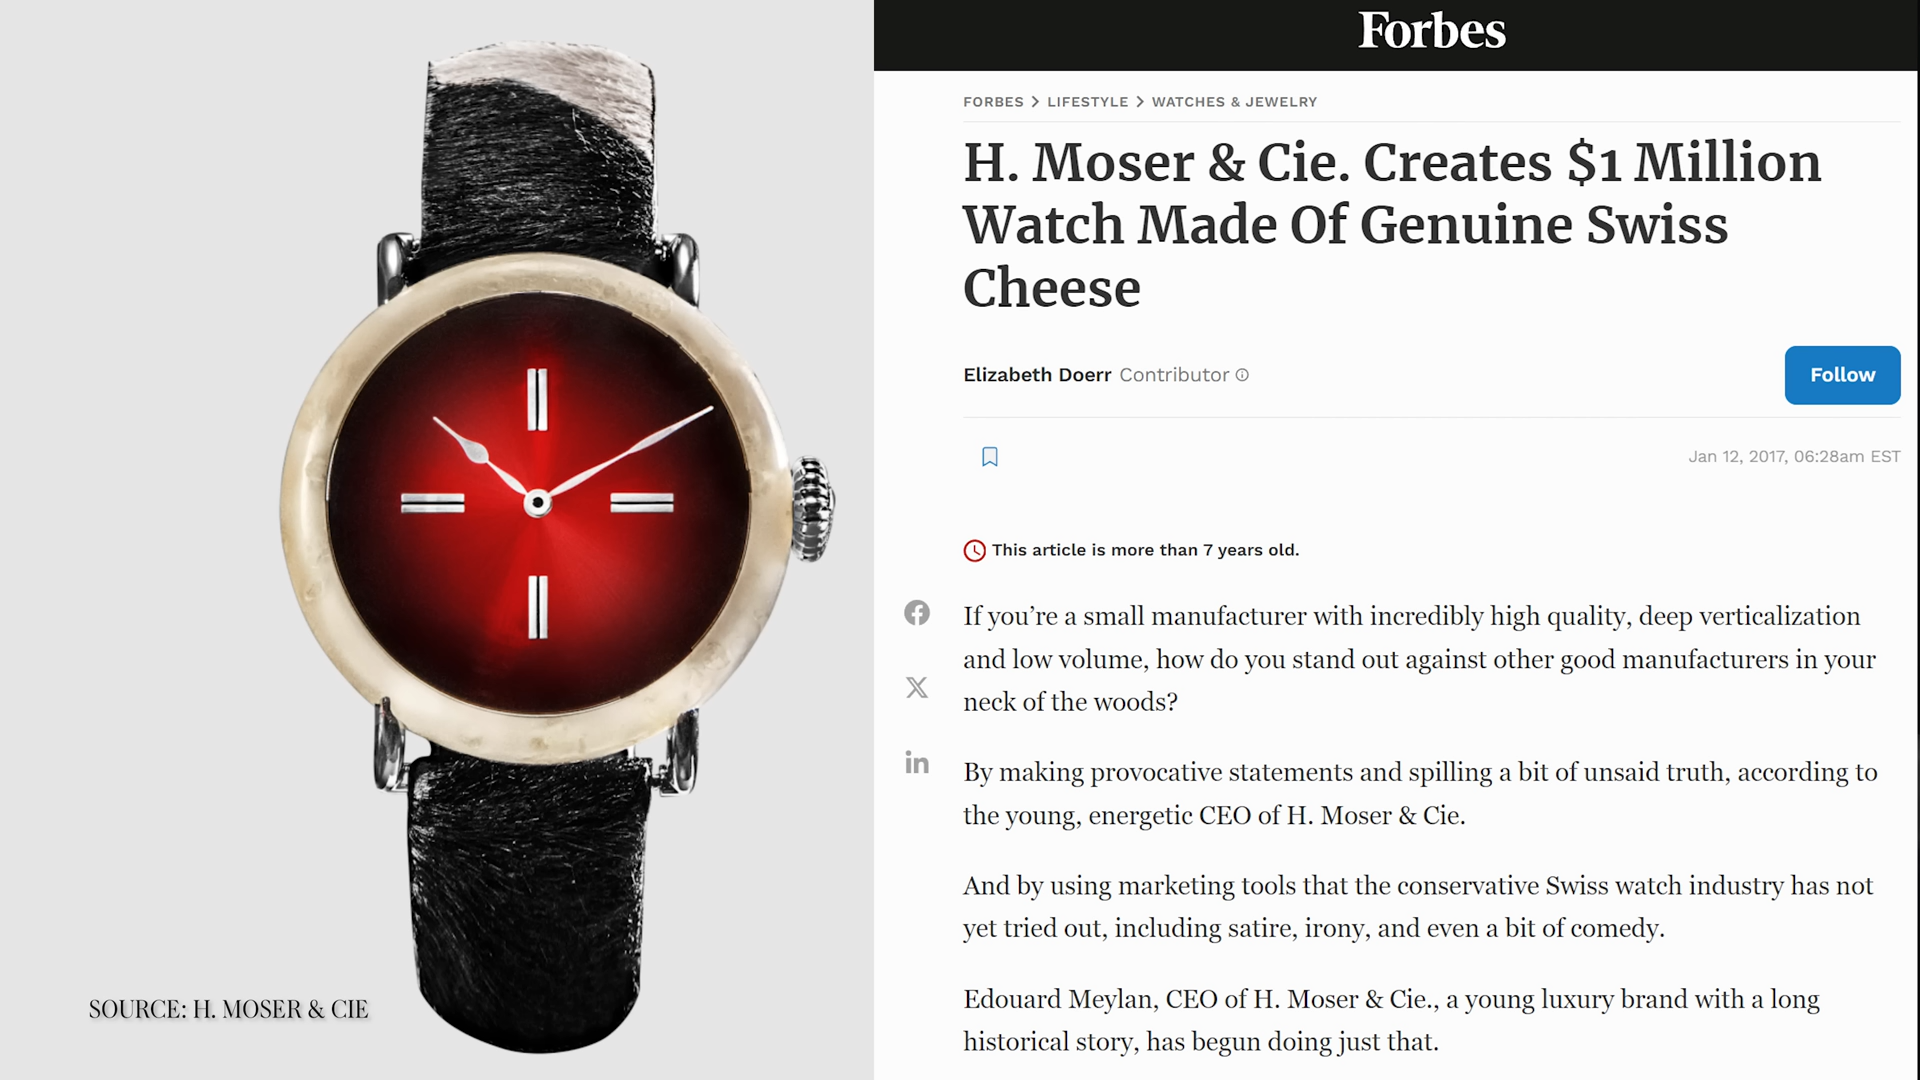 SOURCE: H. MOSER & CIE
Forbes
FORBES > LIFESTYLE > WATCHES & JEWELRY
H. Moser & Cie. Creates $1 Million
Watch Made Of Genuine Swiss
Cheese
Elizabeth Doerr Contributor
Follow
Jan 12, 2017, 06:28am EST
This article is more than 7 years old.
If you’re a small manufacturer with incredibly high quality, deep verticalization
and low volume, how do you stand out against other good manufacturers in your
neck of the woods?
By making provocative statements and spilling a bit of unsaid truth, according to
the young, energetic CEO of H. Moser & Cie.
And by using marketing tools that the conservative Swiss watch industry has not
yet tried out, including satire, irony, and even a bit of comedy.
Edouard Meylan, CEO of H. Moser & Cie., a young luxury brand with a long
historical story, has begun doing just that.